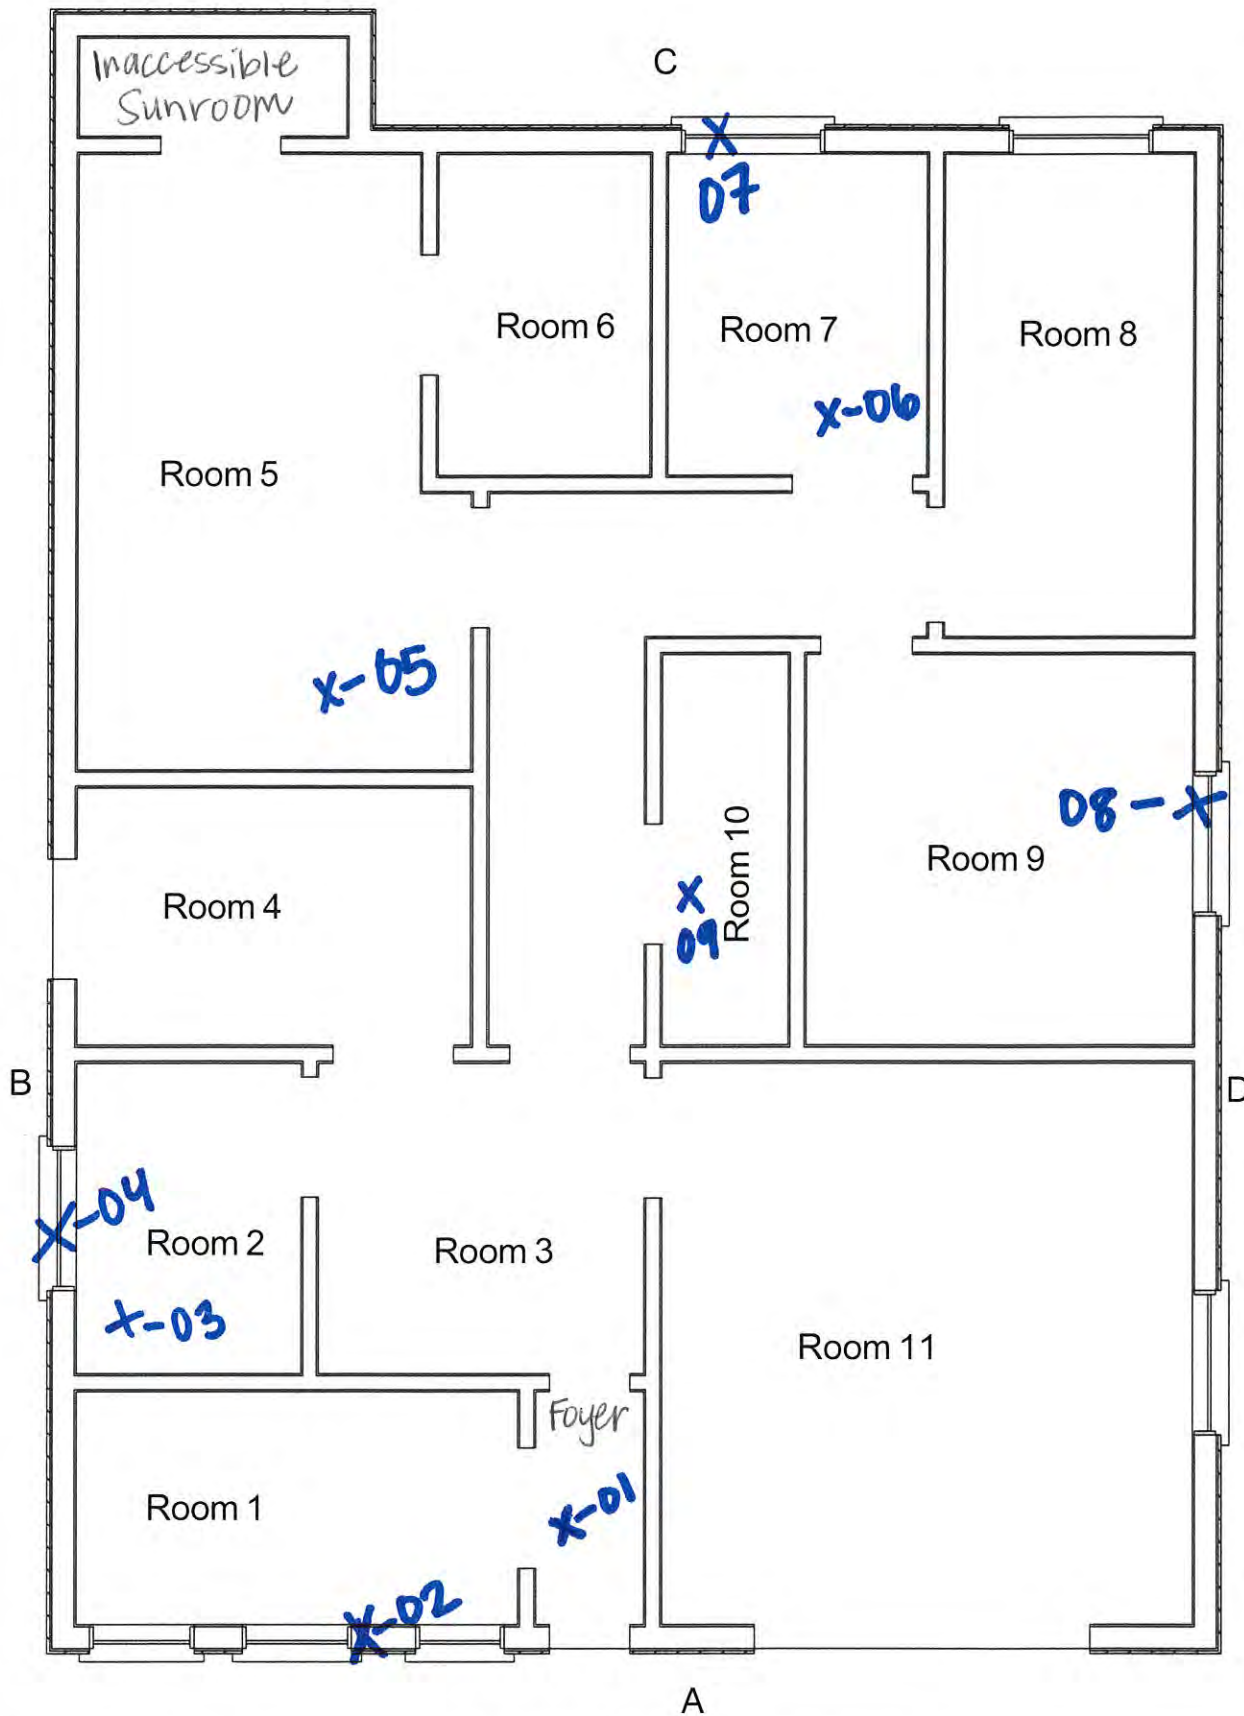 Inaccessible
Sunroom
C
X
07
Room 6
Room 7
Room 8
X-06
Room 5
X-05
08-X
Room 10
Room 9
X
09
Room 4
B
D
X-04
Room 2
Room 3
X-03
Room 11
Foyer
Room 1
X-01
X-02
A